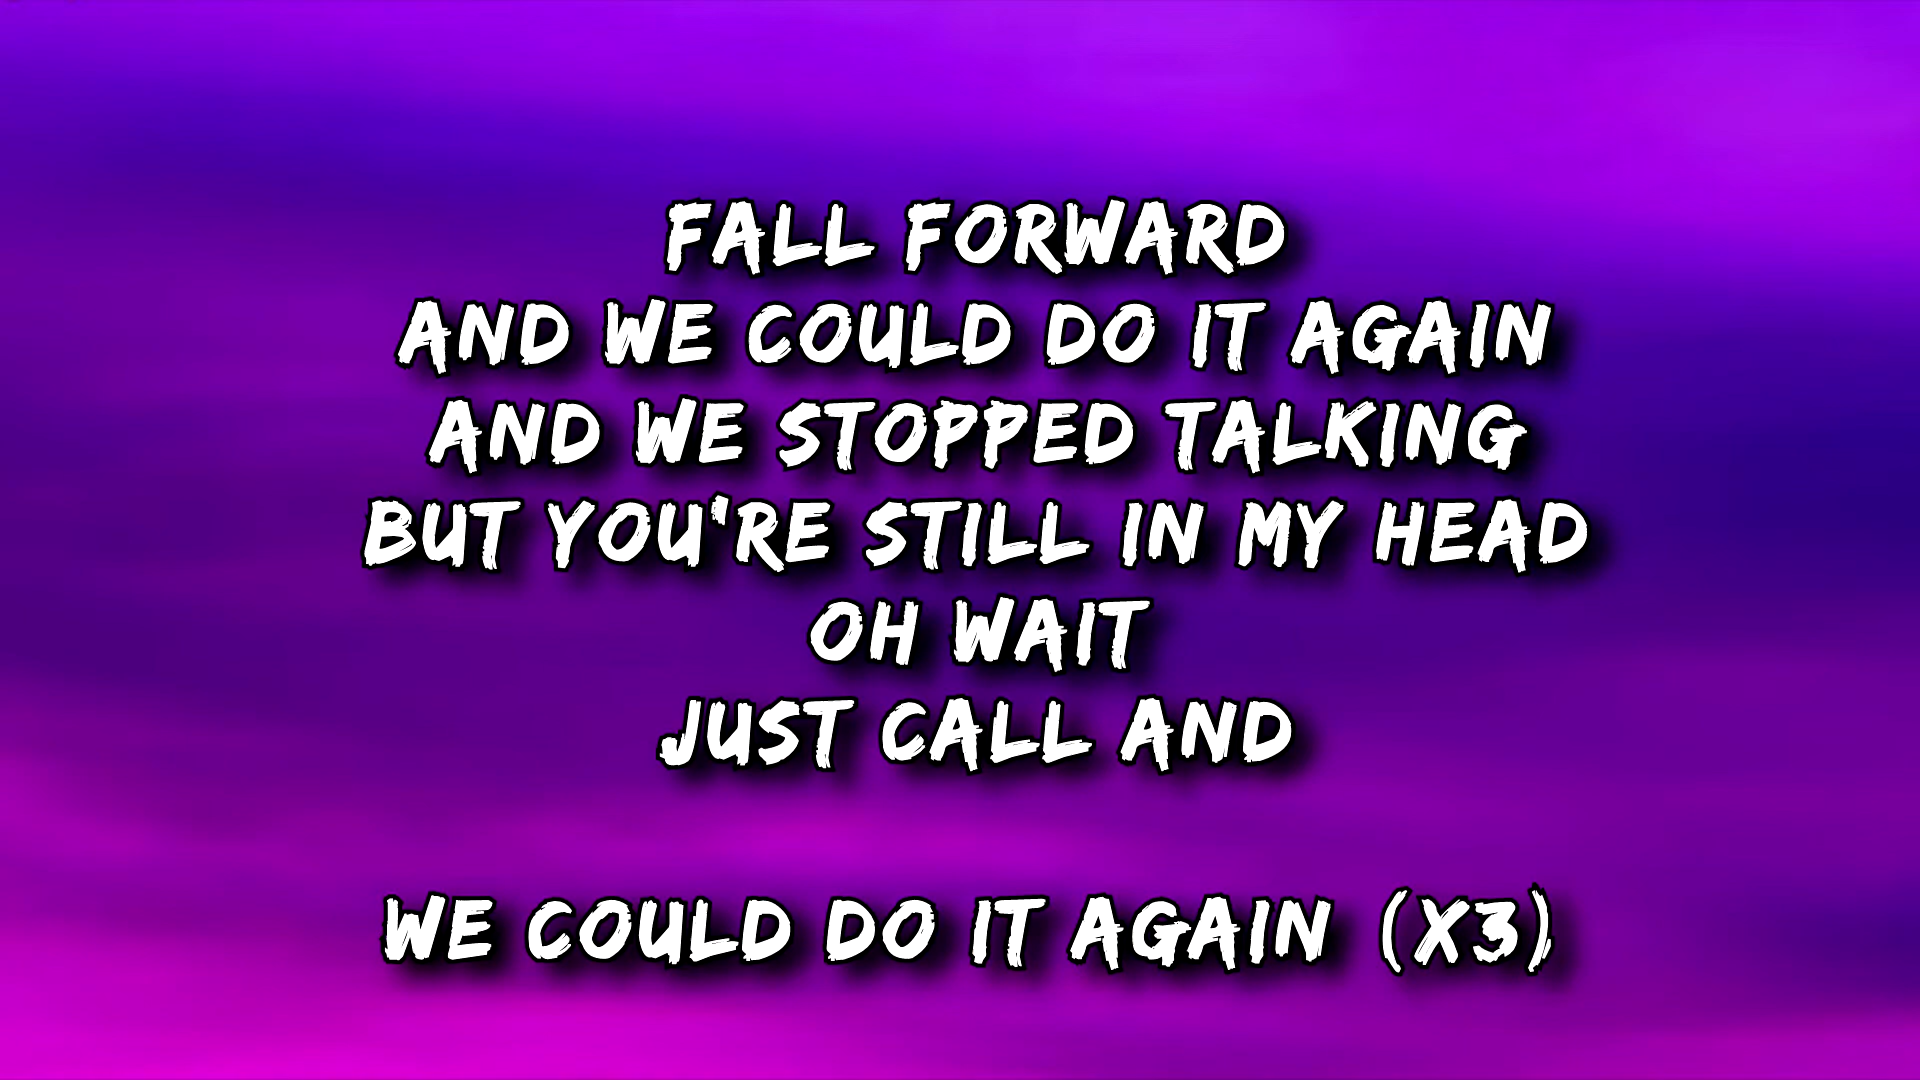 FALL FORWARD
AND WE COULD DO IT AGAIN
AND WE STOPPED TALKING
BUT YOU'RE STILL IN MY HEAD
OH WAIT
JUST CALL AND
WE COULD DO IT AGAIN (X3)